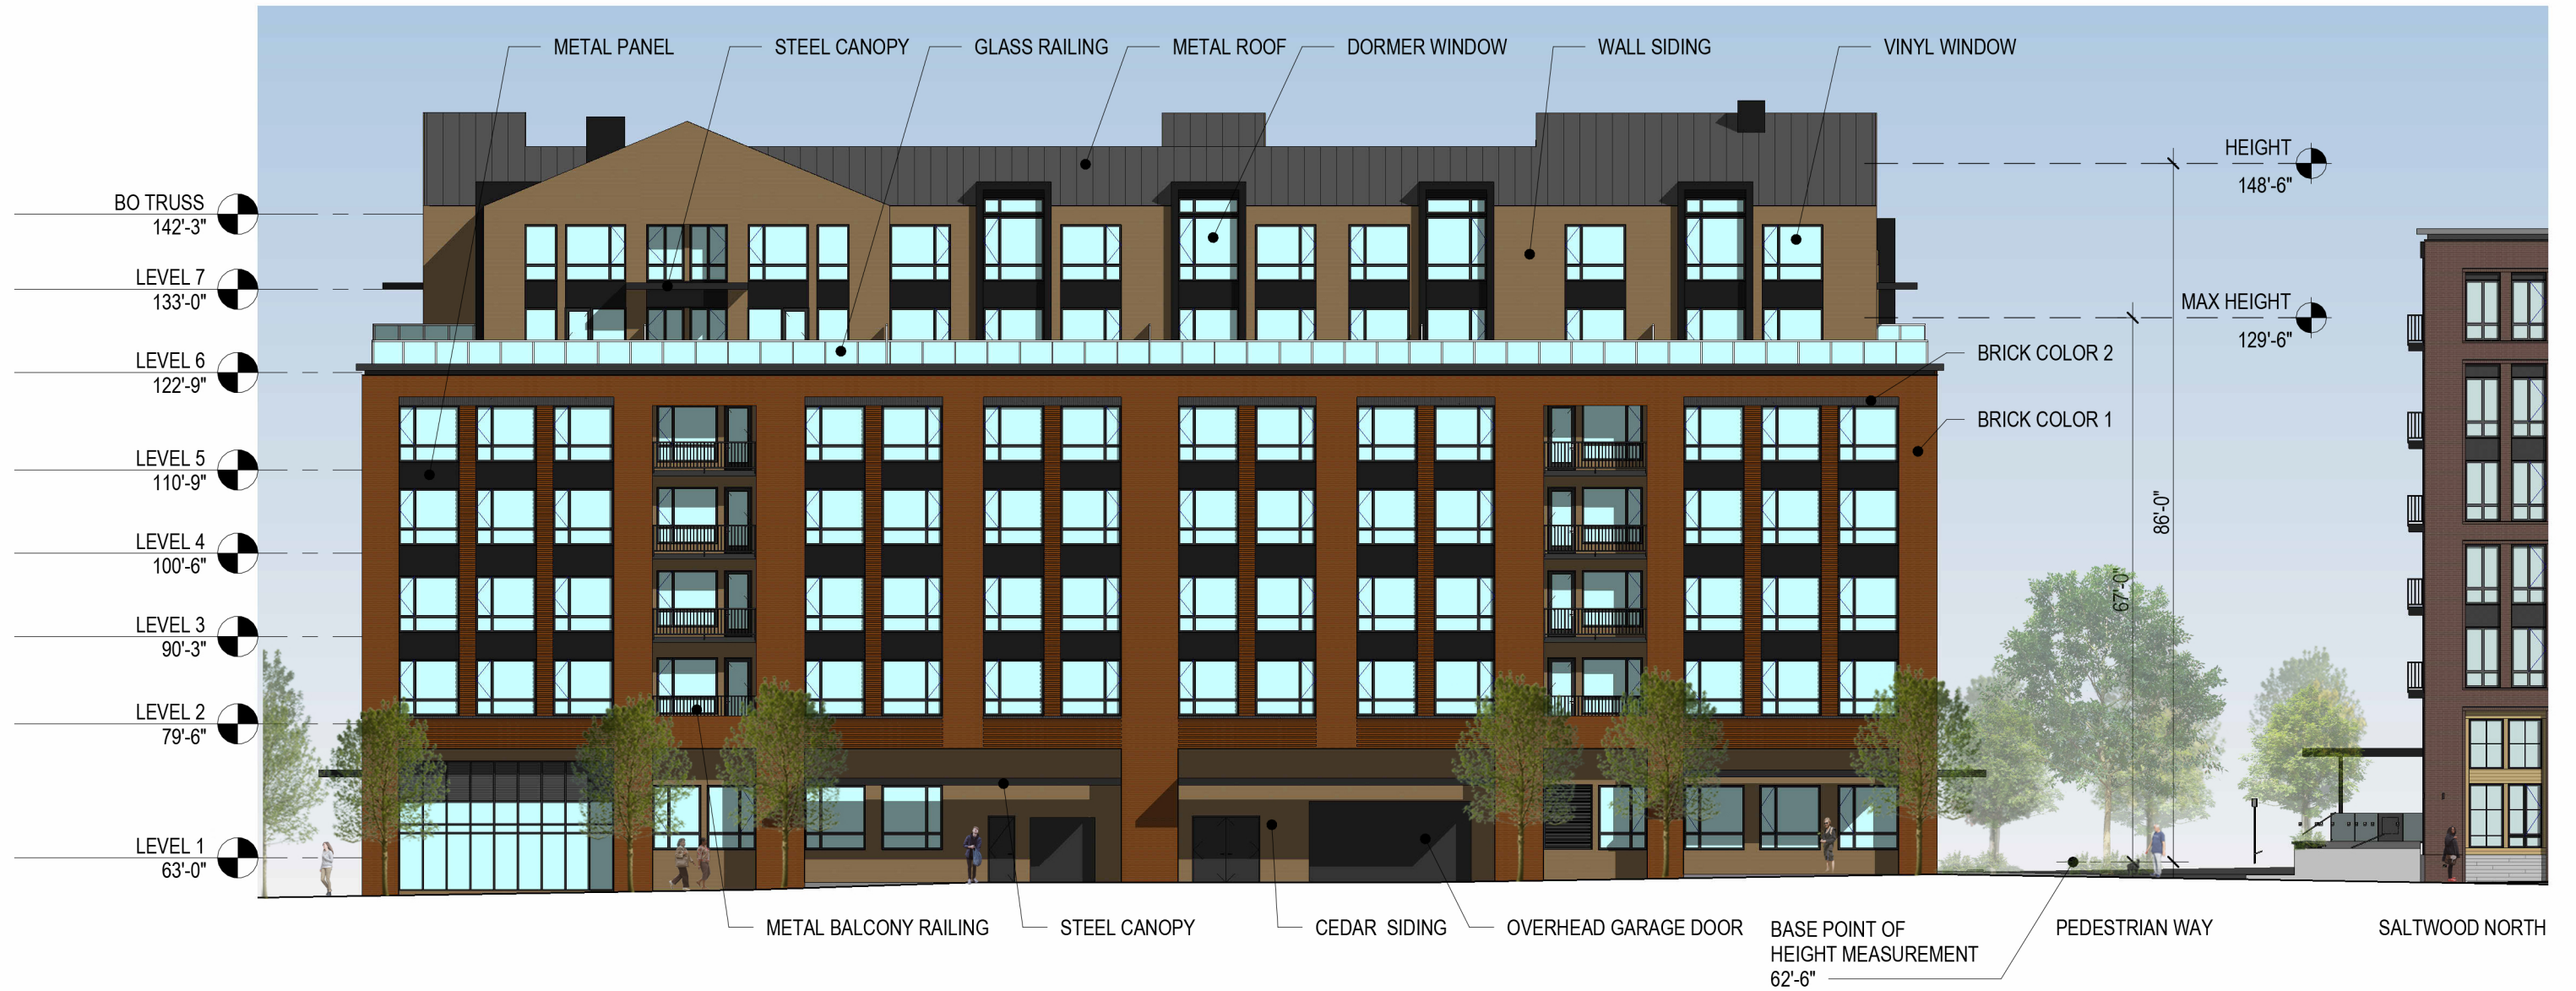 METAL PANEL
STEEL CANOPY
GLASS RAILING
METAL ROOF
DORMER WINDOW
WALL SIDING
VINYL WINDOW
HEIGHT
148'-6"
BO TRUSS
142'-3"
LEVEL 7
133'-0"
MAX HEIGHT
129'-6"
LEVEL 6
122'-9"
BRICK COLOR 2
BRICK COLOR 1
LEVEL 5
110'-9"
86'-0"
LEVEL 4
100'-6"
67'-0"
LEVEL 3
90'-3"
LEVEL 2
79'-6"
LEVEL 1
63'-0"
METAL BALCONY RAILING
STEEL CANOPY
CEDAR SIDING
OVERHEAD GARAGE DOOR
BASE POINT OF
HEIGHT MEASUREMENT
62'-6"
PEDESTRIAN WAY
SALTWOOD NORTH